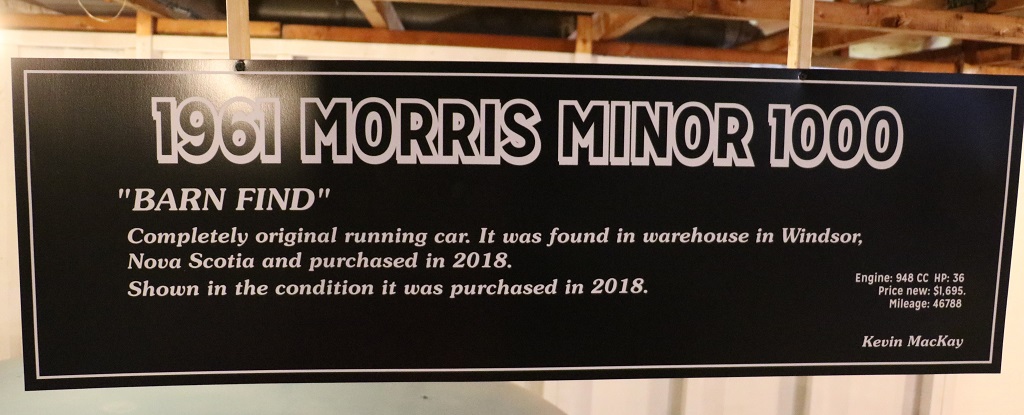 1961 MORRIS MINOR 1000
"BARN FIND"
Completely original running car. It was found in warehouse in Windsor,
Nova Scotia and purchased in 2018.
Shown in the condition it was purchased in 2018.
Engine: 948 CC HP: 36
Price new: $1,695.
Mileage: 46788
Kevin MacKay